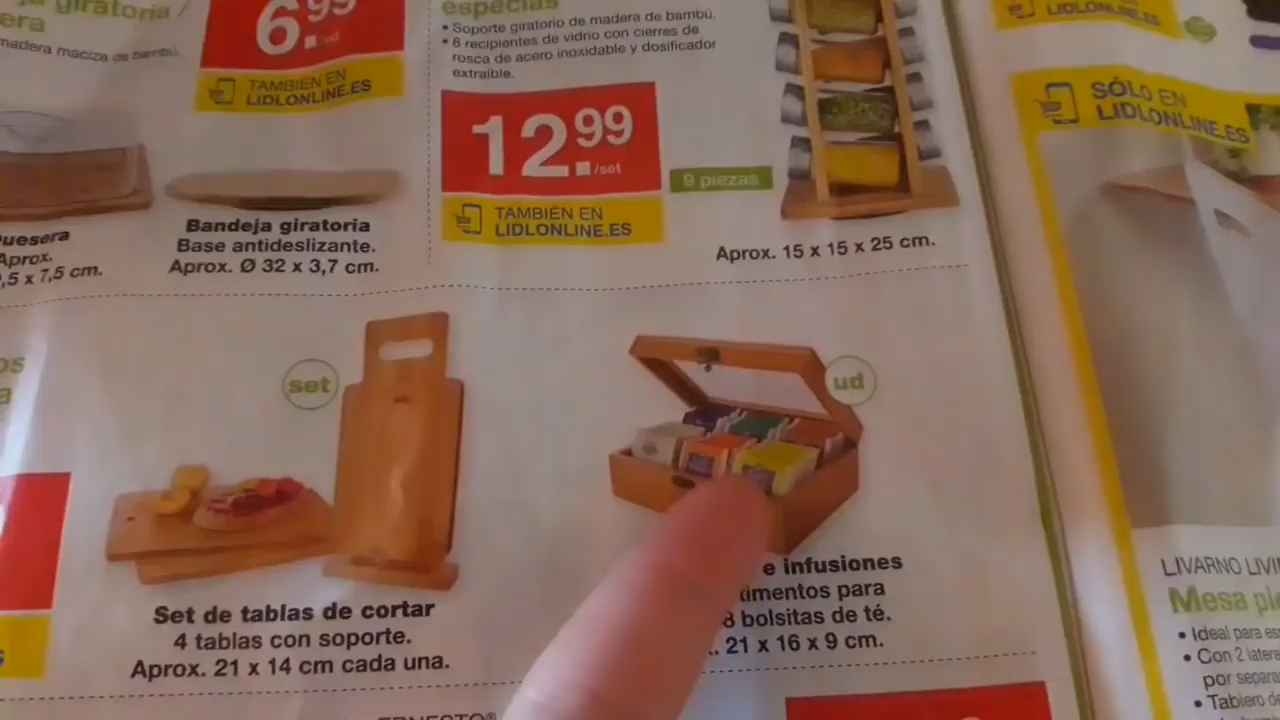 giratoria /
madera maciza de bambú.
6.99
/ud
TAMBIÉN EN
LIDLONLINE.ES
especias
• Soporte giratorio de madera de bambú.
• 8 recipientes de vidrio con cierres de
rosca de acero inoxidable y dosificador
extraíble.
12.99
/set
TAMBIÉN EN
LIDLONLINE.ES
9 piezas
Aprox. 15 x 15 x 25 cm.
Aprox.
,5 x 7,5 cm.
Bandeja giratoria
Base antideslizante.
Aprox. Ø 32 x 3,7 cm.
set
Set de tablas de cortar
4 tablas con soporte.
Aprox. 21 x 14 cm cada una.
ud
e infusiones
para
bolsitas de té.
21 x 16 x 9 cm.
LIDLONLINE.ES
SÓLO EN
LIDLONLINE.ES
LIVARNO
Mesa
• Ideal para
• Con 2
por
• Tablero